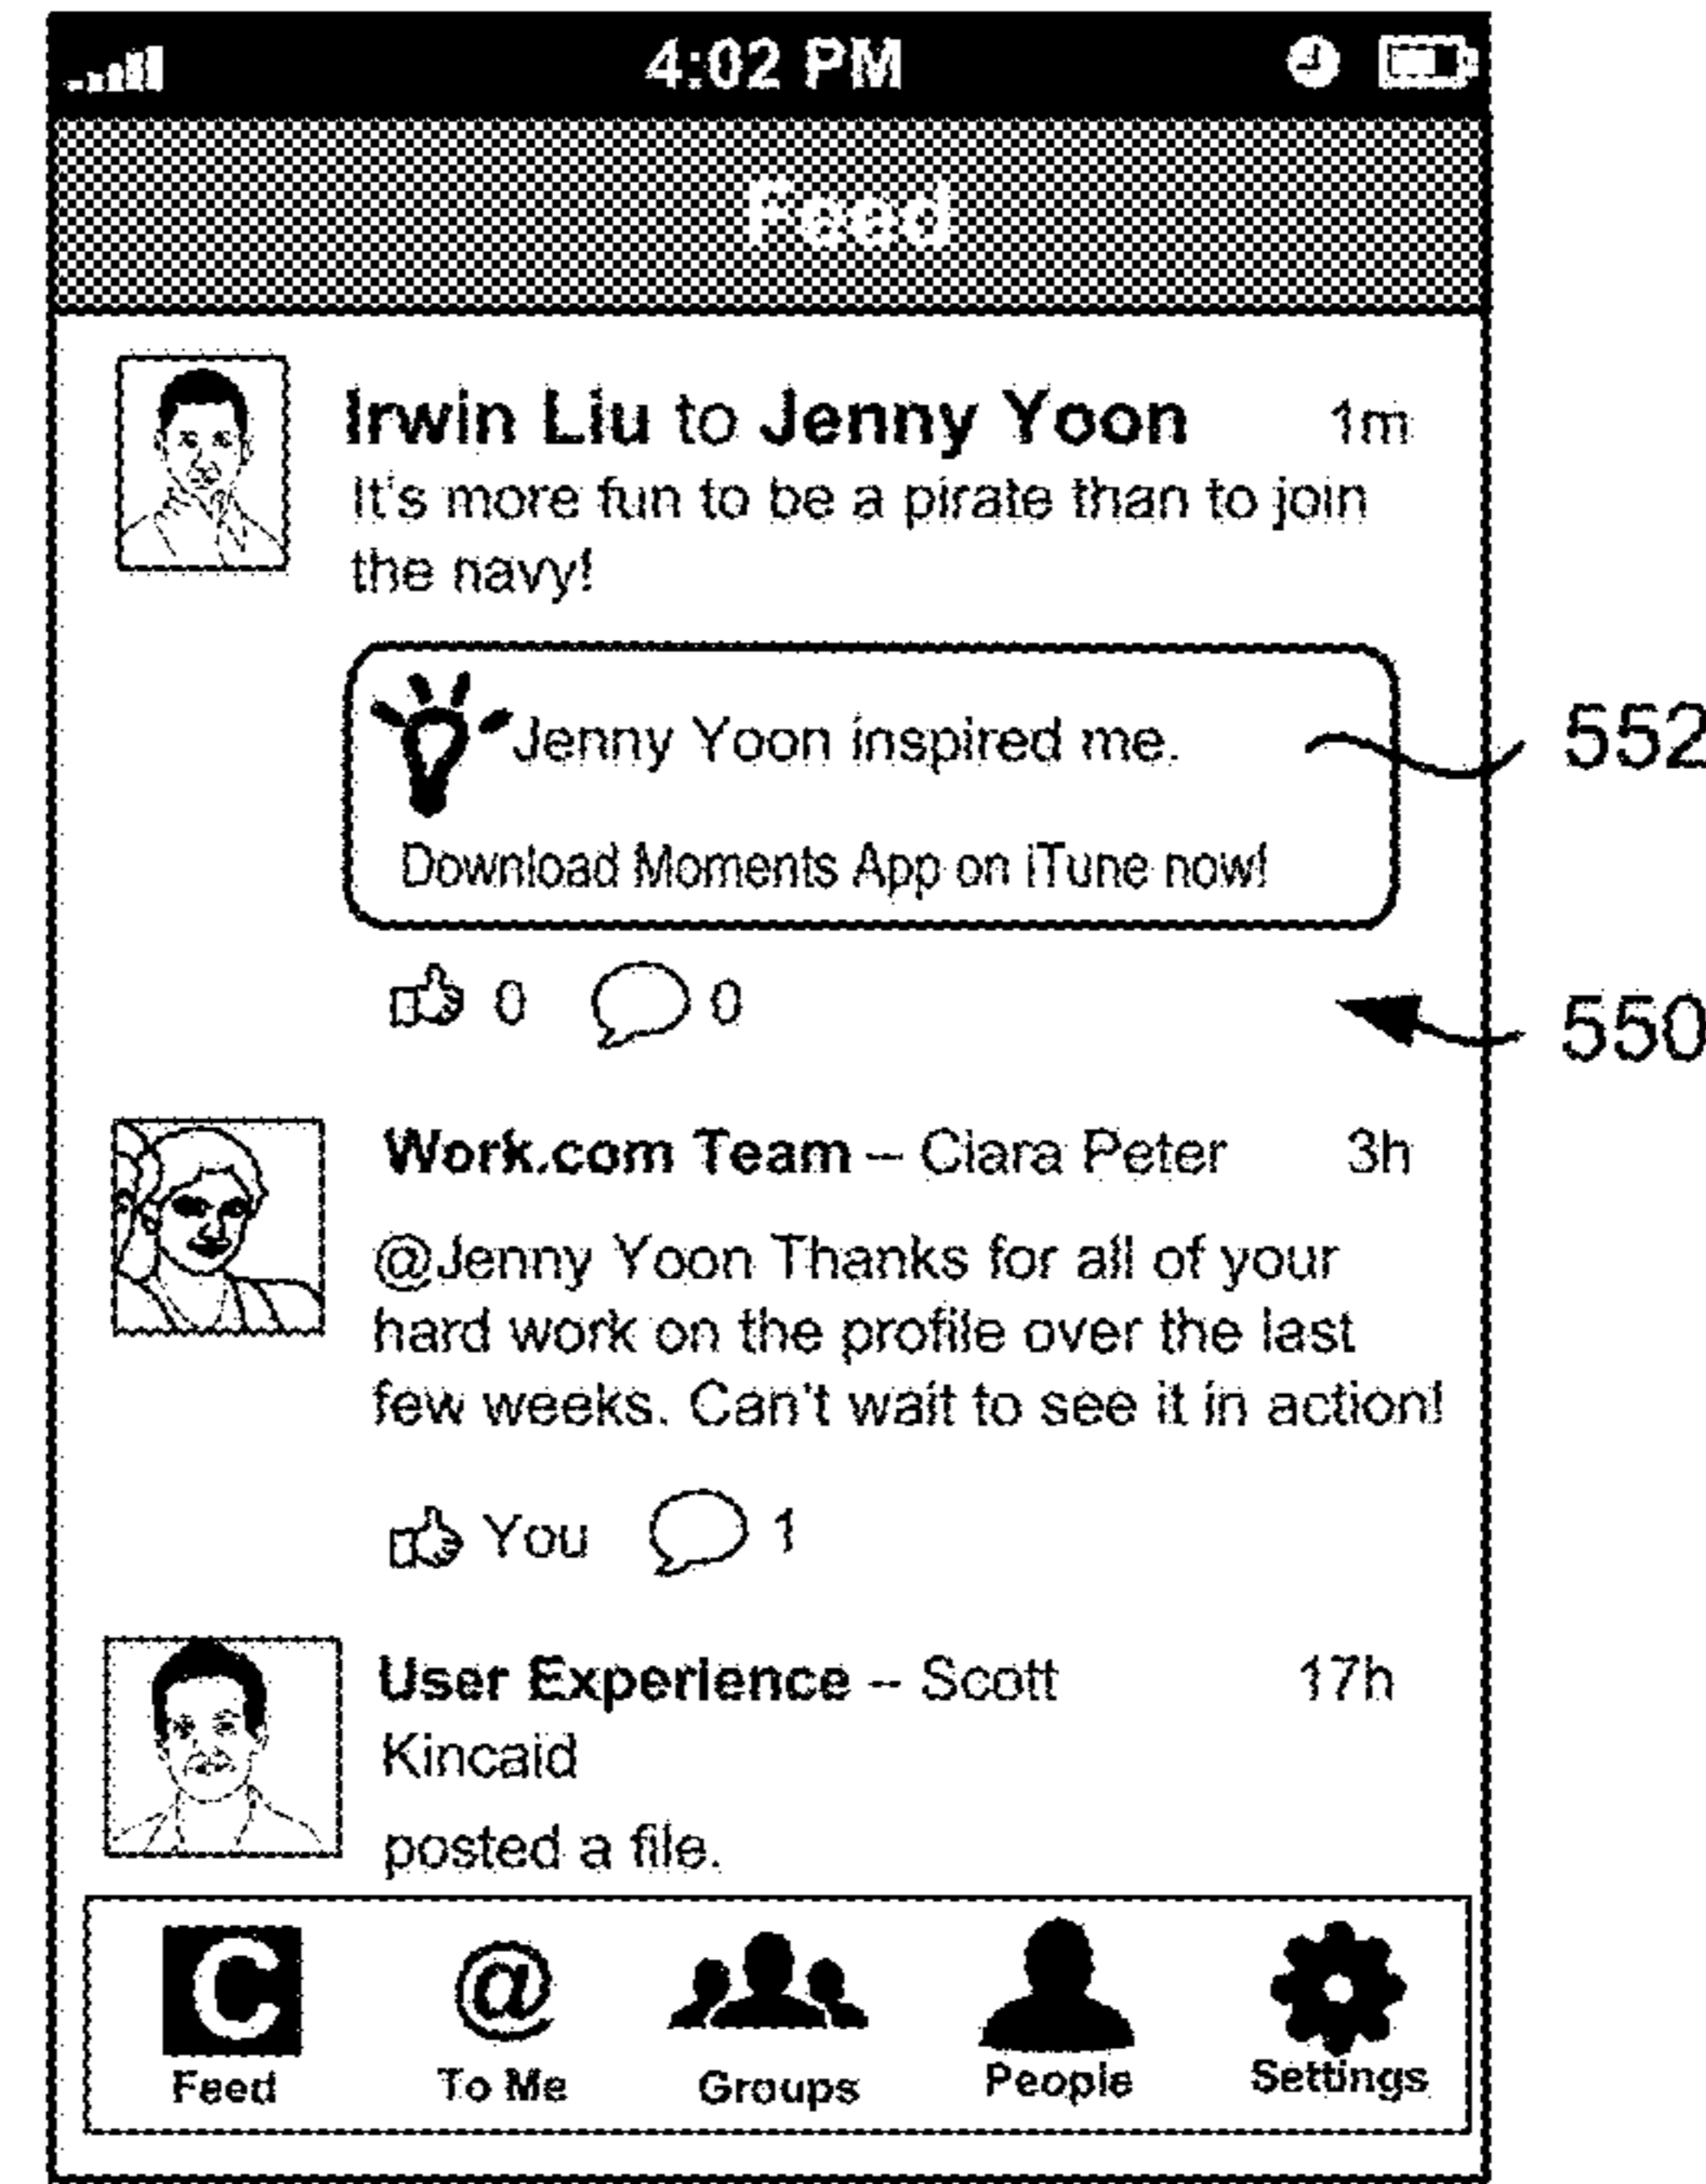 4:02 PM
Feed
Irwin Liu to Jenny Yoon 1m
It's more fun to be a pirate than to join
the navy!
Jenny Yoon inspired me.
552
Download Moments App on iTune now!
0 0
550
Work.com Team – Clara Peter 3h
@Jenny Yoon Thanks for all of your
hard work on the profile over the last
few weeks. Can't wait to see it in action!
You 1
User Experience – Scott 17h
Kincaid
posted a file.
C @
Feed To Me Groups People Settings